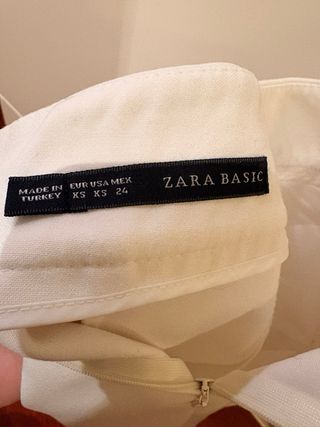 MADE IN
TURKEY
EUR USA MEX
XS XS 24
ZARA BASIC